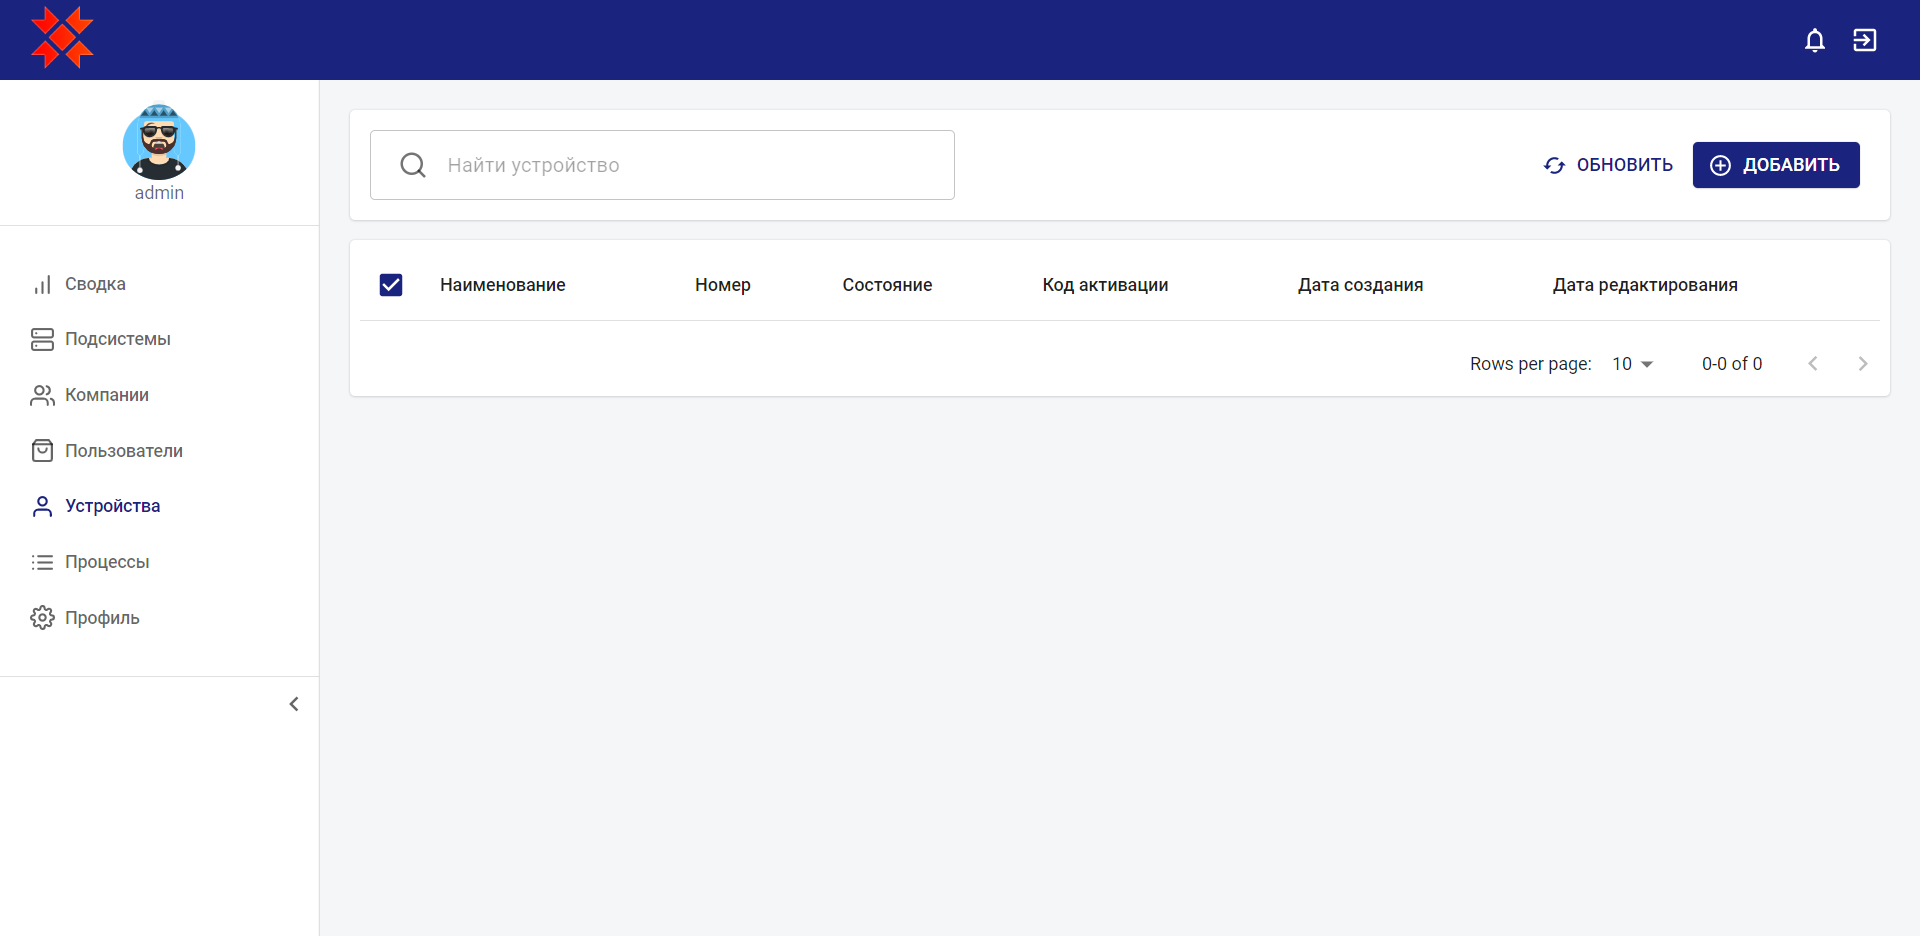 admin
Сводка
Подсистемы
Компании
Пользователи
Устройства
Процессы
Профиль
Найти устройство
ОБНОВИТЬ
ДОБАВИТЬ
Наименование Номер Состояние Код активации Дата создания Дата редактирования
Rows per page: 10 0-0 of 0